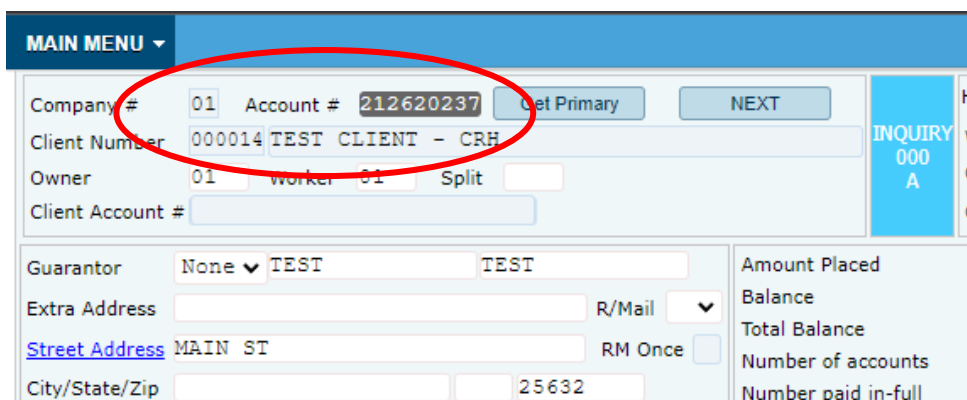 MAIN MENU
Company # 01 Account # 212620237 Get Primary NEXT
Client Number 000014 TEST CLIENT - CRH
Owner 01 Worker 01 Split
Client Account #
INQUIRY
000
A
Guarantor None TEST TEST
Extra Address R/Mail
Street Address MAIN ST RM Once
City/State/Zip 25632
Amount Placed
Balance
Total Balance
Number of accounts
Number paid in-full